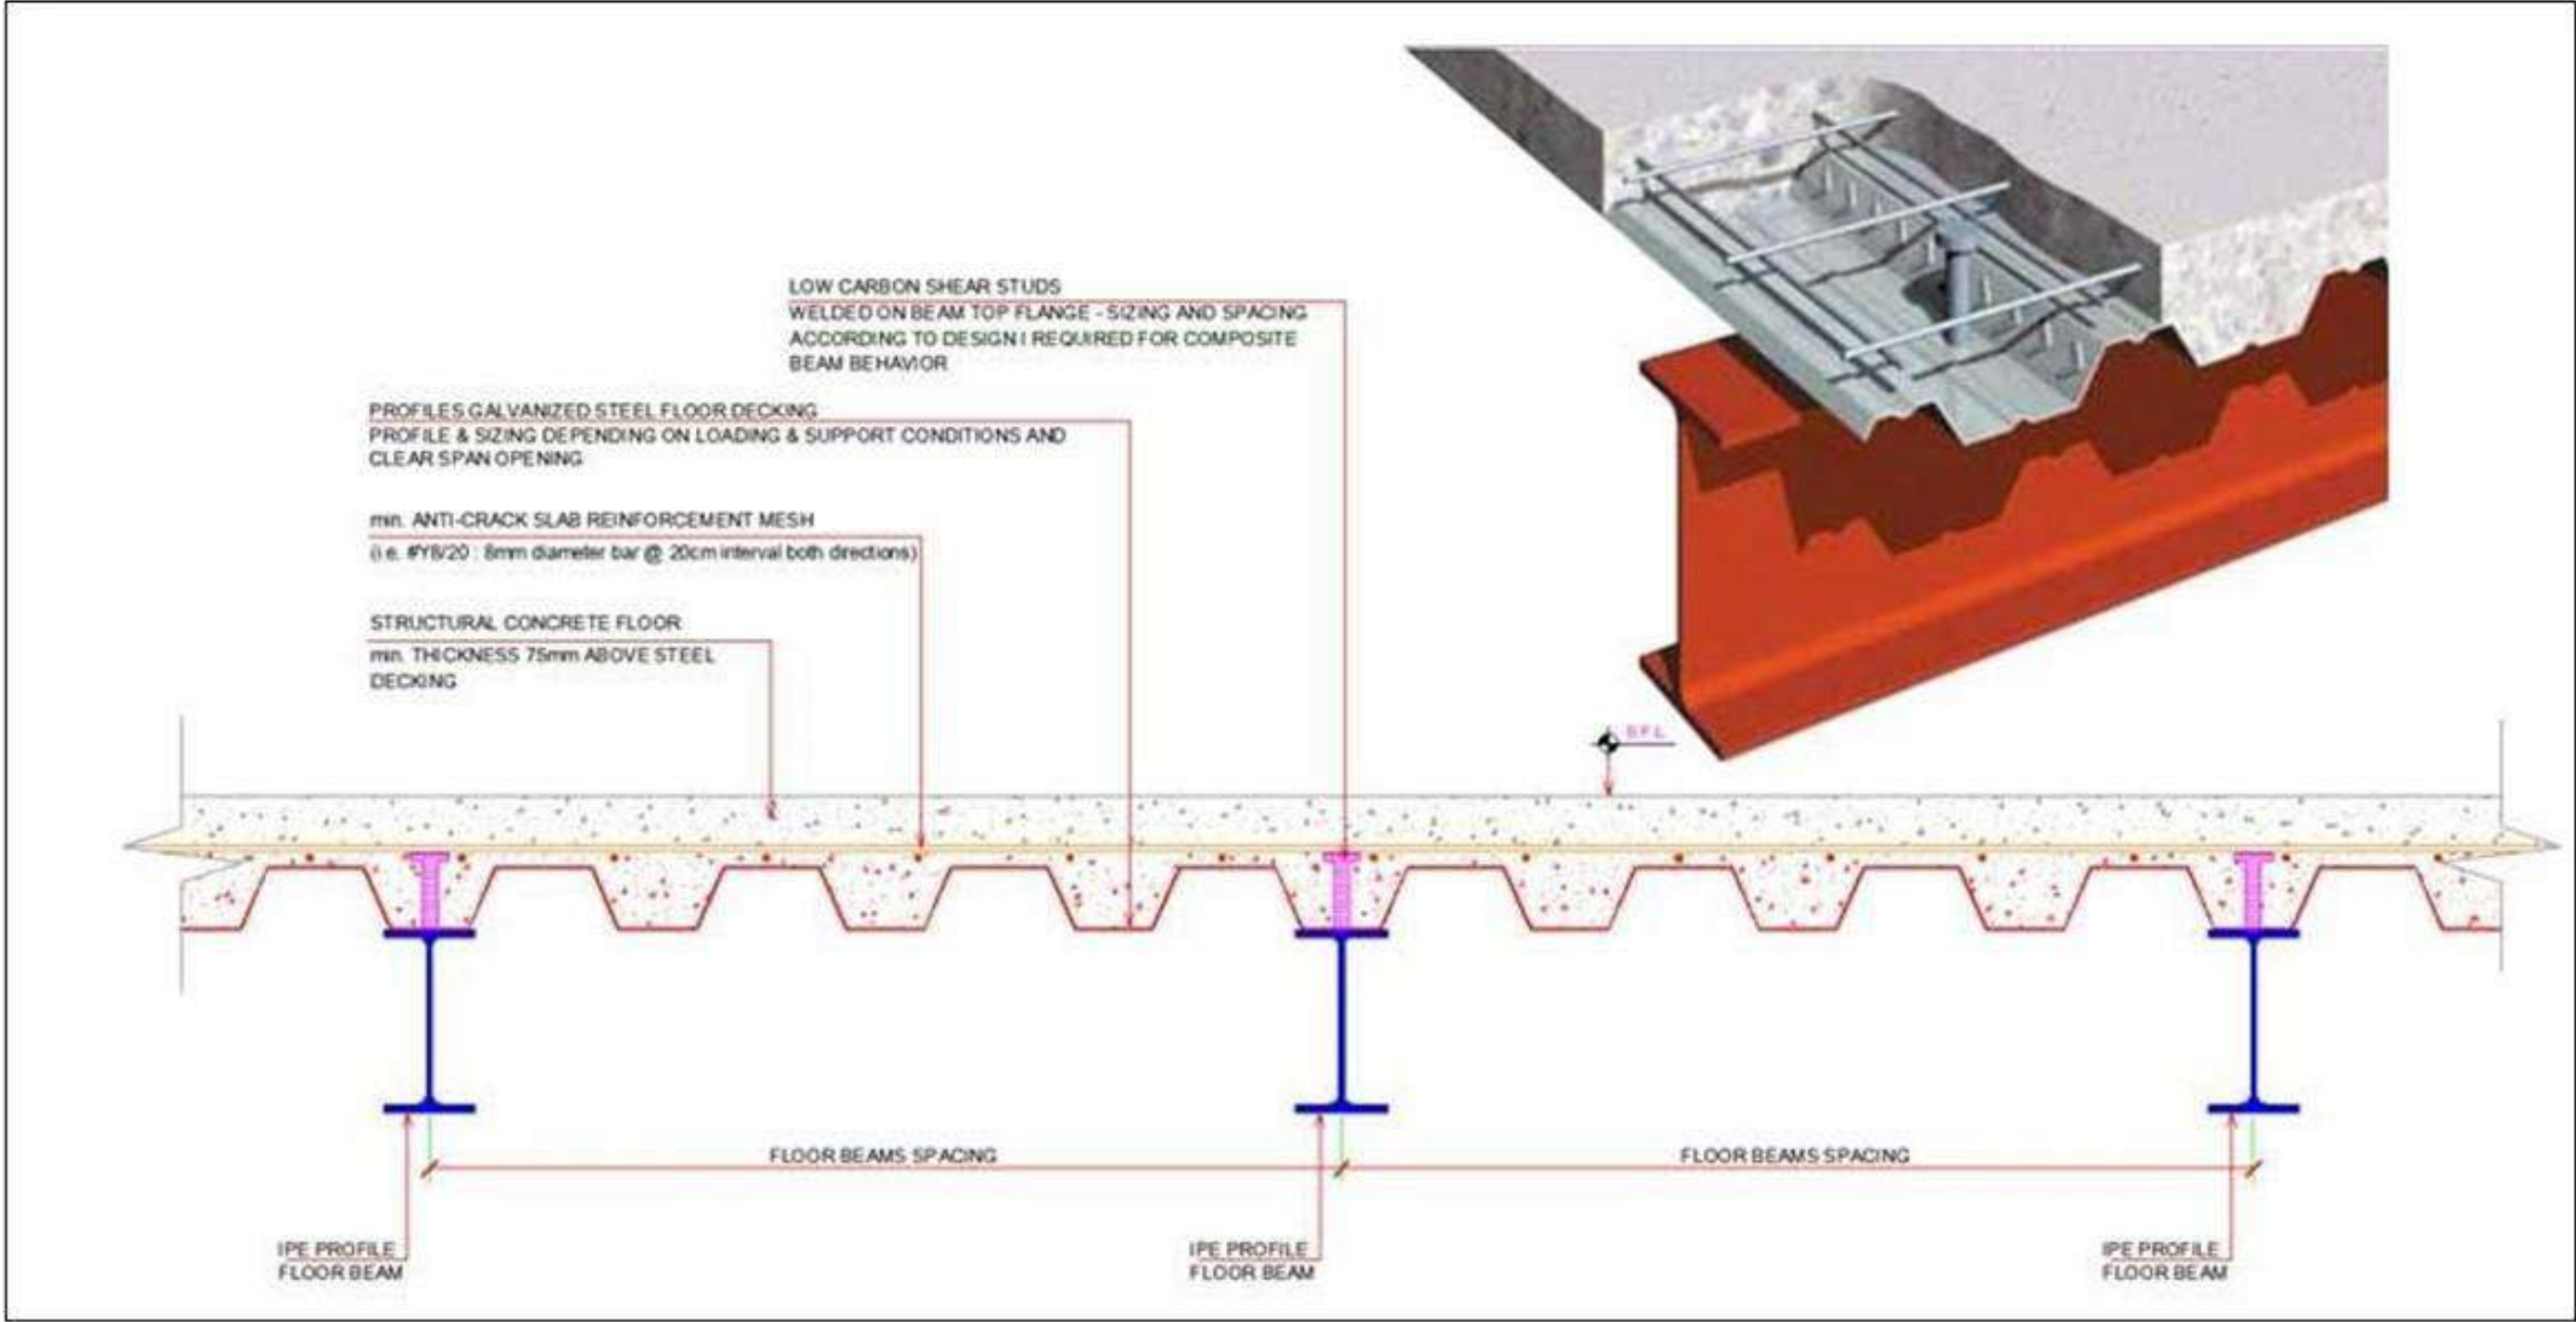 LOW CARBON SHEAR STUDS
WELDED ON BEAM TOP FLANGE - SIZING AND SPACING
ACCORDING TO DESIGN I REQUIRED FOR COMPOSITE
BEAM BEHAVIOR
PROFILES GALVANIZED STEEL FLOOR DECKING
PROFILE & SIZING DEPENDING ON LOADING & SUPPORT CONDITIONS AND
CLEAR SPAN OPENING
min. ANTI-CRACK SLAB REINFORCEMENT MESH
(i.e. #Y8/20 : 8mm diameter bar @ 20cm interval both directions)
STRUCTURAL CONCRETE FLOOR
min. THICKNESS 75mm ABOVE STEEL
DECKING
S.F.L.
FLOOR BEAMS SPACING
FLOOR BEAMS SPACING
IPE PROFILE
FLOOR BEAM
IPE PROFILE
FLOOR BEAM
IPE PROFILE
FLOOR BEAM